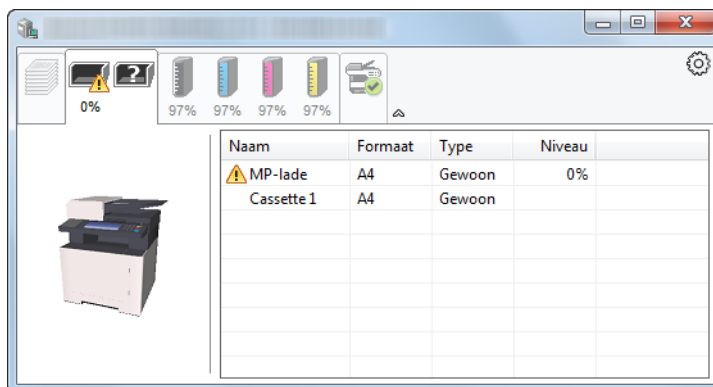 0%
97% 97% 97% 97%
Naam Formaat Type Niveau
MP-lade A4 Gewoon 0%
Cassette 1 A4 Gewoon